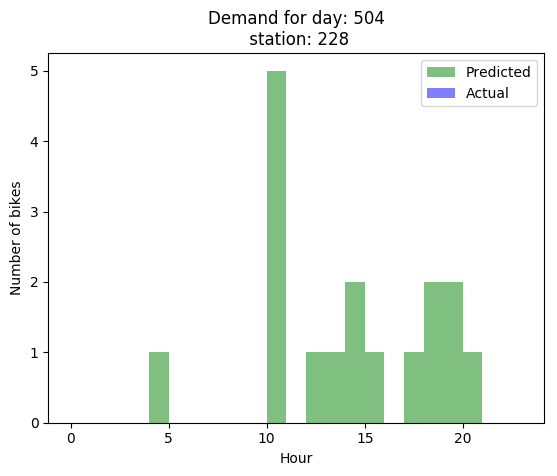 Demand for day: 504
station: 228
Predicted
Actual
Number of bikes
5
4
3
2
1
0
0
5
10
15
20
Hour